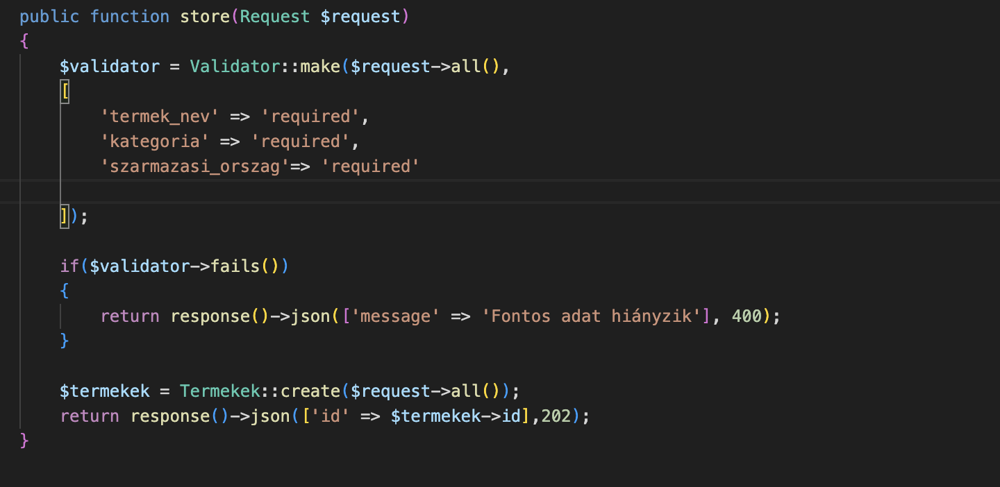 public function store(Request $request)
{
    $validator = Validator::make($request->all(),
    [
        'termek_nev' => 'required',
        'kategoria' => 'required',
        'szarmazasi_orszag'=> 'required'

    ]);

    if($validator->fails())
    {
        return response()->json(['message' => 'Fontos adat hiányzik'], 400);
    }

    $termekek = Termekek::create($request->all());
    return response()->json(['id' => $termekek->id],202);
}